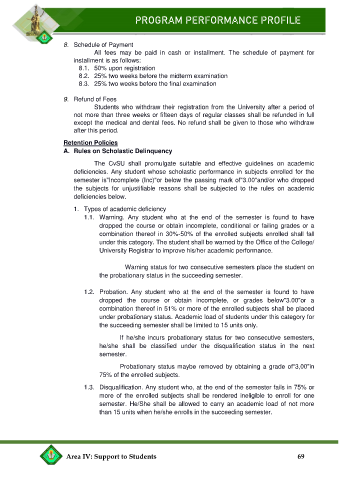 PROGRAM PERFORMANCE PROFILE
8. Schedule of Payment
All fees may be paid in cash or installment. The schedule of payment for
installment is as follows:
8.1. 50% upon registration
8.2. 25% two weeks before the midterm examination
8.3. 25% two weeks before the final examination
9. Refund of Fees
Students who withdraw their registration from the University after a period of
not more than three weeks or fifteen days of regular classes shall be refunded in full
except the medical and dental fees. No refund shall be given to those who withdraw
after this period.
Retention Policies
A. Rules on Scholastic Delinquency
The CvSU shall promulgate suitable and effective guidelines on academic
deficiencies. Any student whose scholastic performance in subjects enrolled for the
semester is"Incomplete (Inc)"or below the passing mark of"3.00"and/or who dropped
the subjects for unjustifiable reasons shall be subjected to the rules on academic
deficiencies below.
1. Types of academic deficiency
1.1. Warning. Any student who at the end of the semester is found to have
dropped the course or obtain incomplete, conditional or failing grades or a
combination thereof in 30%-50% of the enrolled subjects enrolled shall fall
under this category. The student shall be warned by the Office of the College/
University Registrar to improve his/her academic performance.
Warning status for two consecutive semesters place the student on
the probationary status in the succeeding semester.
1.2. Probation. Any student who at the end of the semester is found to have
dropped the course or obtain incomplete, or grades below"3.00"or a
combination thereof in 51% or more of the enrolled subjects shall be placed
under probationary status. Academic load of students under this category for
the succeeding semester shall be limited to 15 units only.
If he/she incurs probationary status for two consecutive semesters,
he/she shall be classified under the disqualification status in the next
semester.
Probationary status maybe removed by obtaining a grade of"3.00"in
75% of the enrolled subjects.
1.3. Disqualification. Any student who, at the end of the semester fails in 75% or
more of the enrolled subjects shall be rendered ineligible to enroll for one
semester. He/She shall be allowed to carry an academic load of not more
than 15 units when he/she enrolls in the succeeding semester.
Area IV: Support to Students 69